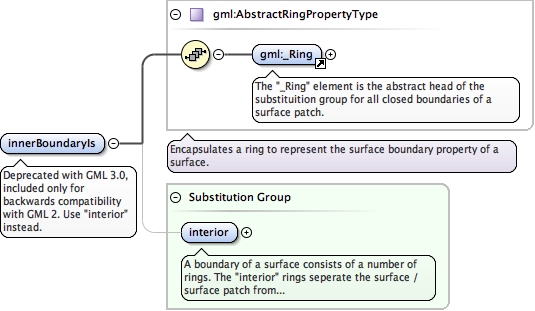 gml:AbstractRingPropertyType
gml:_Ring
The "_Ring" element is the abstract head of the
substituition group for all closed boundaries of a
surface patch.
innerBoundaryIs
Deprecated with GML 3.0,
included only for
backwards compatibility
with GML 2. Use "interior"
instead.
Encapsulates a ring to represent the surface boundary property of a
surface.
Substitution Group
interior
A boundary of a surface consists of a number of
rings. The "interior" rings seperate the surface /
surface patch from...